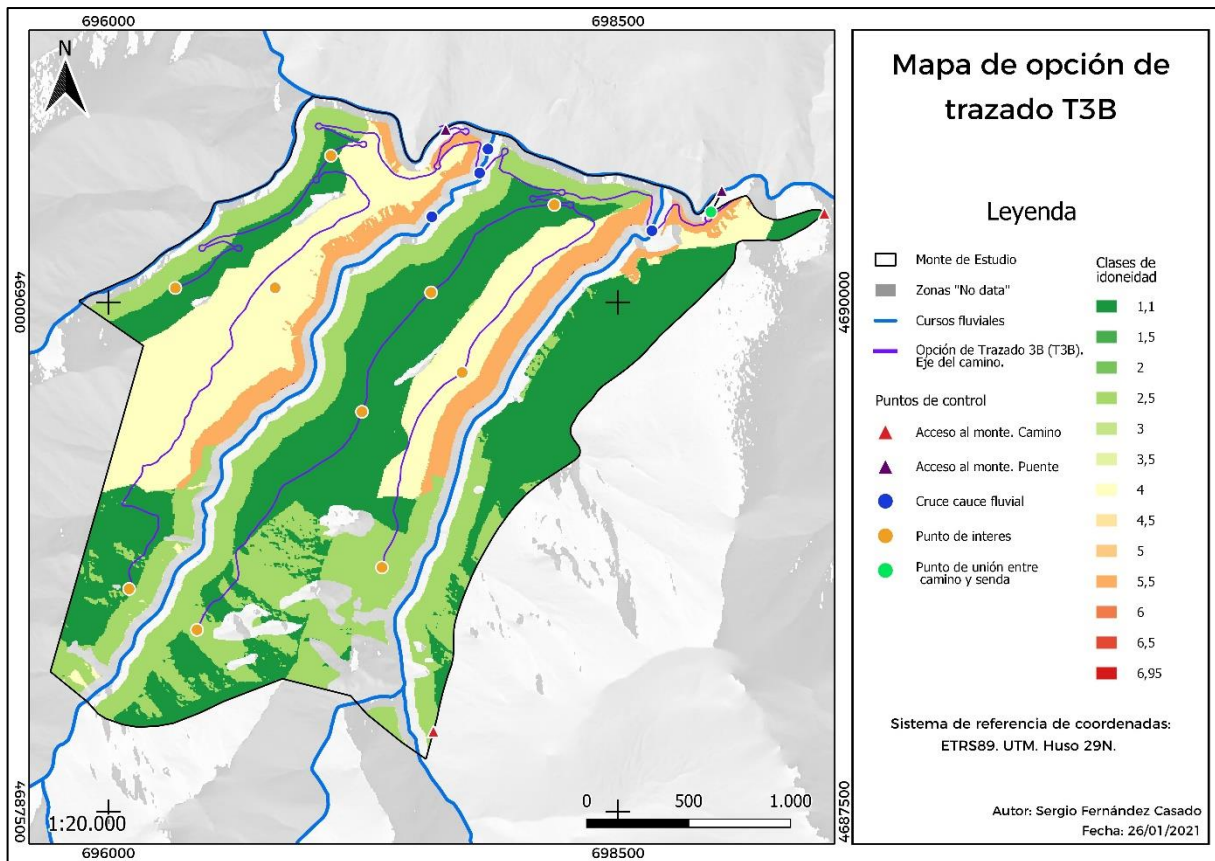 696000
698500
N
4690000
4690000
4687500
4687500
1:20.000
0
500
1.000
696000
698500
Mapa de opción de
trazado T3B
Leyenda
Monte de Estudio
Zonas "No data"
Cursos fluviales
Opción de Trazado 3B (T3B).
Eje del camino.
Puntos de control
Acceso al monte. Camino
Acceso al monte. Puente
Cruce cauce fluvial
Punto de interes
Punto de unión entre
camino y senda
Clases de
idoneidad
1,1
1,5
2
2,5
3
3,5
4
4,5
5
5,5
6
6,5
6,95
Sistema de referencia de coordenadas:
ETRS89. UTM. Huso 29N.
Autor: Sergio Fernández Casado
Fecha: 26/01/2021